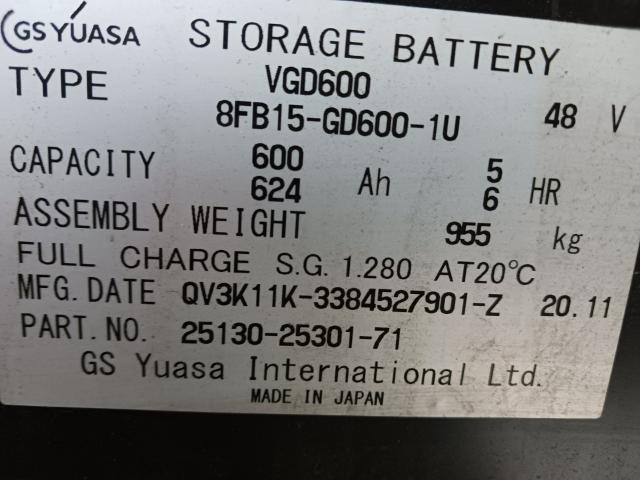 GS YUASA STORAGE BATTERY
TYPE VGD600
8FB15-GD600-1U 48 V
CAPACITY 600 5
624 Ah 6 HR
ASSEMBLY WEIGHT 955 kg
FULL CHARGE S.G. 1.280 AT20°C
MFG. DATE QV3K11K-3384527901-Z 20.11
PART. NO. 25130-25301-71
GS Yuasa International Ltd.
MADE IN JAPAN